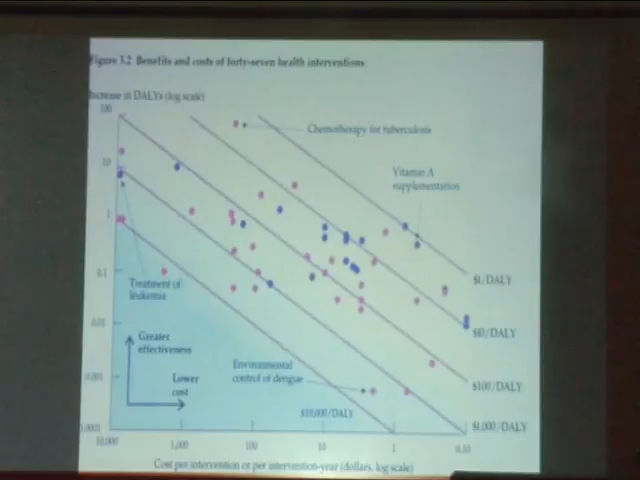 Figure 3.2 Benefits and costs of forty-seven health interventions
Increase in DALYs (log scale)
100
Chemotherapy for tuberculosis
10
Vitamin A
supplementation
1
0.1
$1/DALY
Treatment of
leukemia
0.01
$10/DALY
Greater
effectiveness
Environmental
control of dengue
0.001
Lower
cost
$100/DALY
$10,000/DALY
$1,000/DALY
0.0001
10,000 1,000 100 10 1 0.10
Cost per intervention or per intervention-year (dollars, log scale)